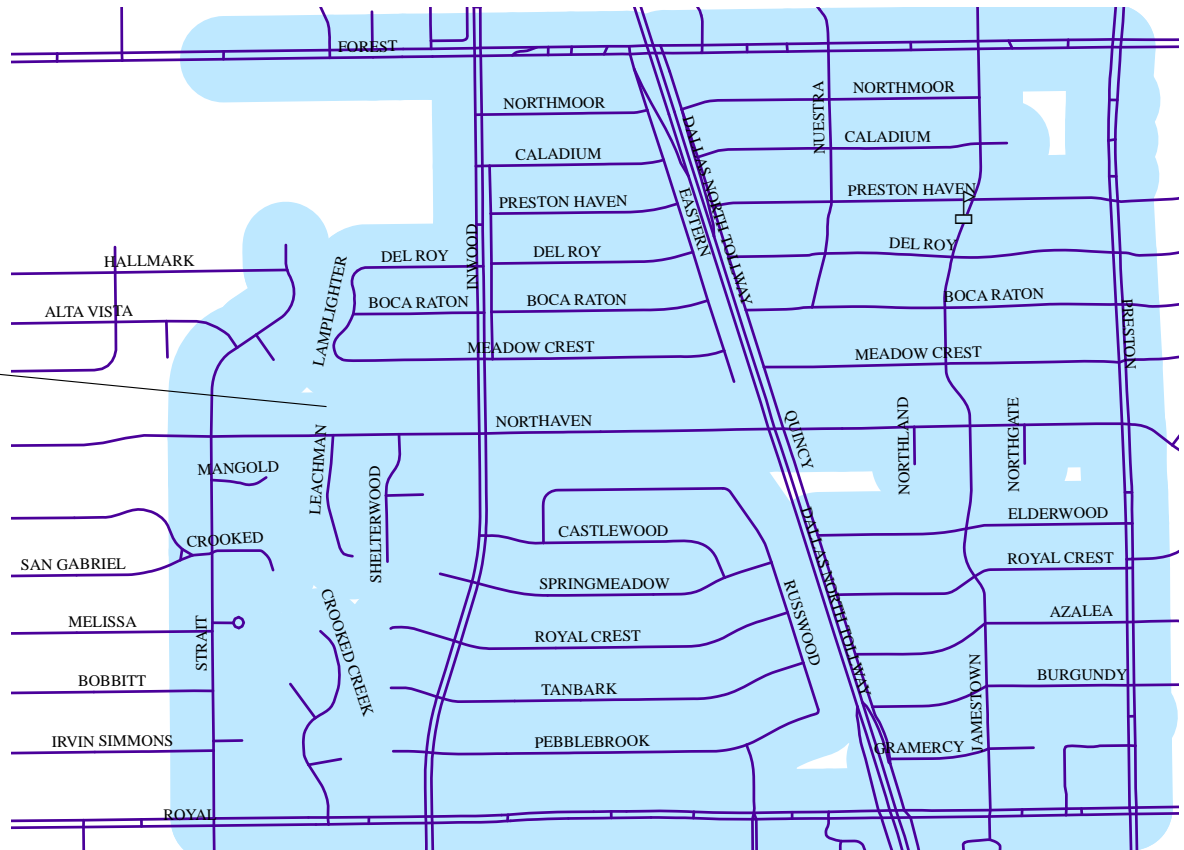 FOREST
NORTHMOOR
NORTHMOOR
NUESTRA
DALLAS NORTH TOLLWAY
CALADIUM
CALADIUM
PRESTON HAVEN
PRESTON HAVEN
EASTERN
INWOOD
DEL ROY
DEL ROY
DEL ROY
HALLMARK
LAMPLIGHTER
BOCA RATON
BOCA RATON
BOCA RATON
ALTA VISTA
PRESTON
MEADOW CREST
MEADOW CREST
NORTHAVEN
QUINCY
NORTHLAND
NORTHGATE
LEACHMAN
MANGOLD
SHELTERWOOD
CASTLEWOOD
ELDERWOOD
DALLAS NORTH TOLLWAY
CROOKED
SAN GABRIEL
ROYAL CREST
SPRINGMEADOW
RUSSWOOD
CROOKED CREEK
AZALEA
MELISSA
STRAIT
ROYAL CREST
JAMESTOWN
BOBBITT
TANBARK
BURGUNDY
IRVIN SIMMONS
PEBBLEBROOK
GRAMERCY
ROYAL